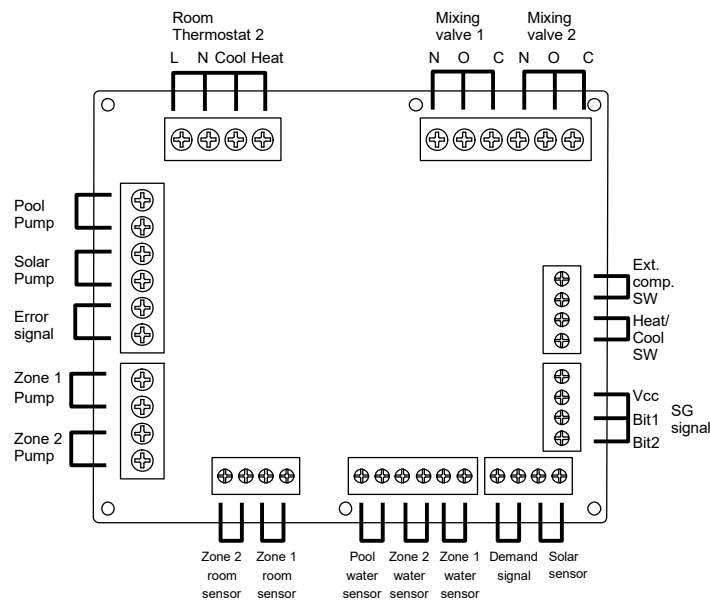 Room
Thermostat 2
L N Cool Heat
Mixing
valve 1
N O C
Mixing
valve 2
N O C
Pool
Pump
Solar
Pump
Error
signal
Zone 1
Pump
Zone 2
Pump
Ext.
comp.
SW
Heat/
Cool
SW
Vcc
Bit1
Bit2
SG
signal
Zone 2
room
sensor
Zone 1
room
sensor
Pool
water
sensor
Zone 2
water
sensor
Zone 1
water
sensor
Demand
signal
Solar
sensor